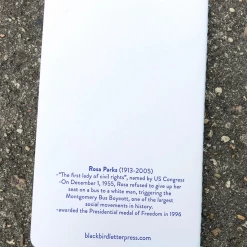 Rosa Parks (1913-2005)
-"The first lady of civil rights", named by US Congress
-On December 1, 1955, Rosa refused to give up her
seat on a bus to a white man, triggering the
Montgomery Bus Boycott, one of the largest
social movements in history.
-awarded the Presidential medal of Freedom in 1996
blackbirdletterpress.com